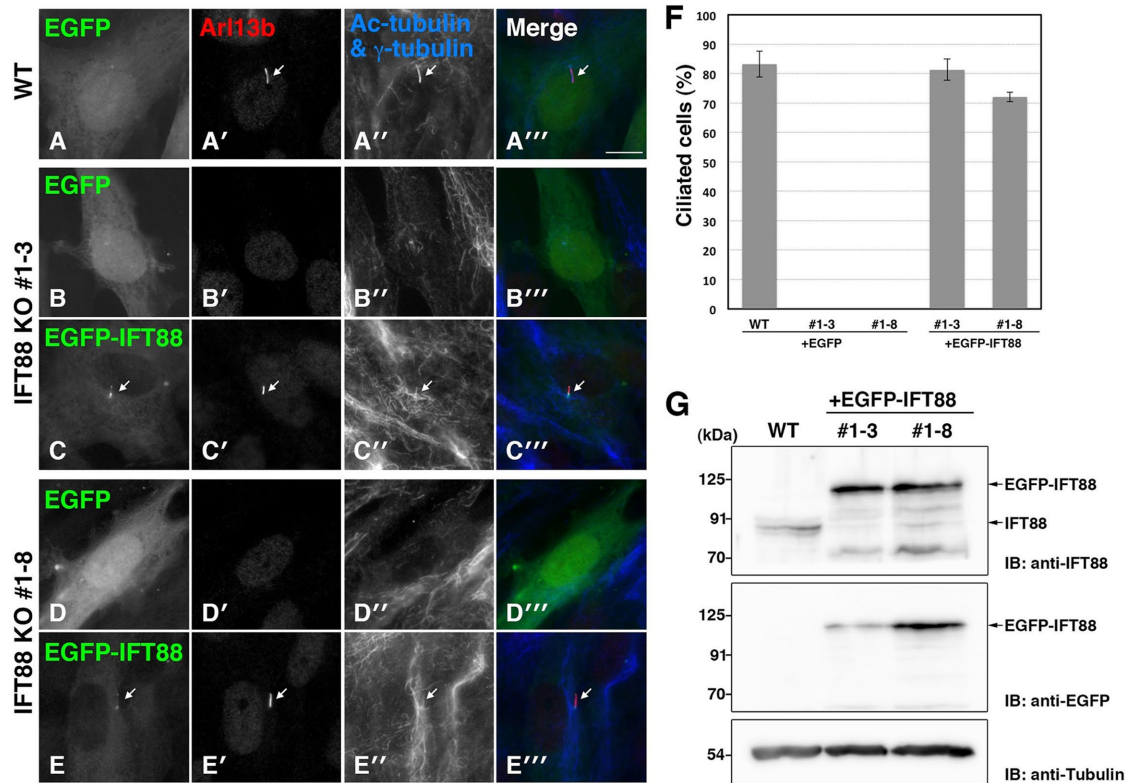 EGFP
Arl13b
Ac-tubulin
& γ-tubulin
Merge
WT
A
A′
A′′
A′′′
EGFP
IFT88 KO #1-3
B
B′
B′′
B′′′
EGFP-IFT88
C
C′
C′′
C′′′
EGFP
IFT88 KO #1-8
D
D′
D′′
D′′′
EGFP-IFT88
E
E′
E′′
E′′′
F
Ciliated cells (%)
100
90
80
70
60
50
40
30
20
10
0
WT #1-3 #1-8 #1-3 #1-8
+EGFP +EGFP-IFT88
G
+EGFP-IFT88
(kDa) WT #1-3 #1-8
125
EGFP-IFT88
91
IFT88
70
IB: anti-IFT88
125
EGFP-IFT88
91
70
IB: anti-EGFP
54
IB: anti-Tubulin